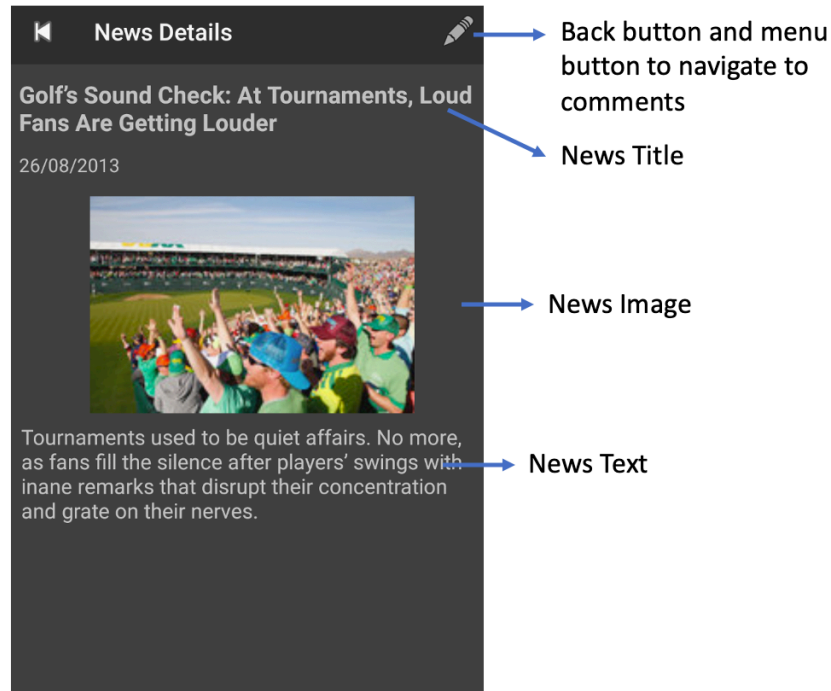 News Details
Back button and menu
button to navigate to
comments
Golf's Sound Check: At Tournaments, Loud
Fans Are Getting Louder
News Title
26/08/2013
News Image
Tournaments used to be quiet affairs. No more,
as fans fill the silence after players' swings with
inane remarks that disrupt their concentration
and grate on their nerves.
News Text